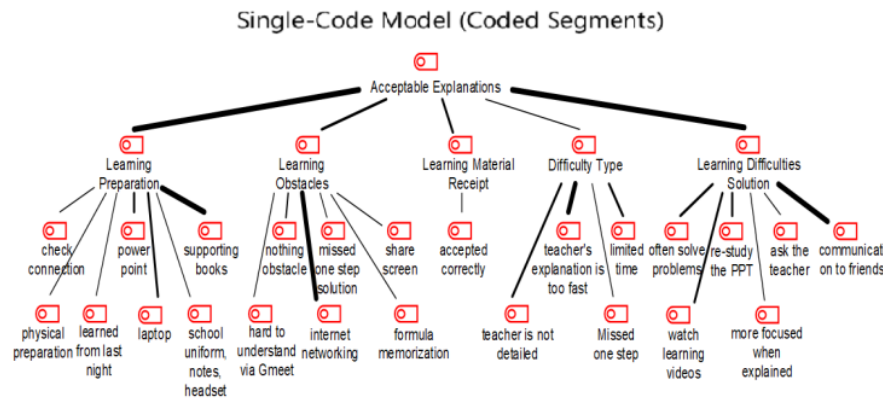 Single-Code Model (Coded Segments)
Acceptable Explanations
Learning
Preparation
Learning
Obstacles
Learning Material
Receipt
Difficulty Type
Learning Difficulties
Solution
check
connection
power
point
supporting
books
nothing
obstacle
missed
one step
solution
share
screen
accepted
correctly
teacher's
explanation is
too fast
limited
time
often solve
problems
re-study
the PPT
ask the
teacher
communicati
on to friends
physical
preparation
learned
from last
night
laptop
school
uniform,
notes,
headset
hard to
understand
via Gmeet
internet
networking
formula
memorization
teacher is not
detailed
Missed
one step
watch
learning
videos
more focused
when
explained